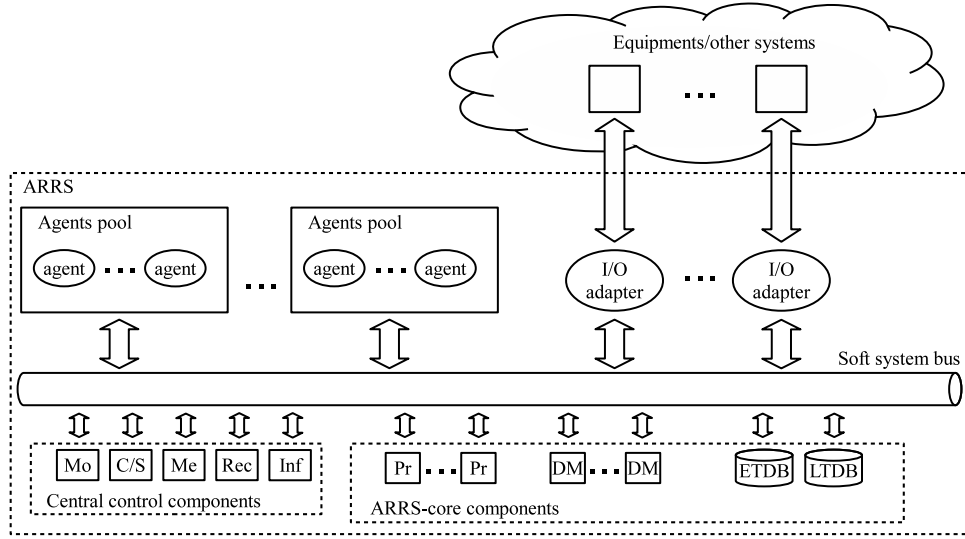 Equipments/other systems
ARRS
Agents pool
agent
agent
Agents pool
agent
agent
I/O
adapter
I/O
adapter
Soft system bus
Mo
C/S
Me
Rec
Inf
Central control components
Pr
Pr
DM
DM
ETDB
LTDB
ARRS-core components